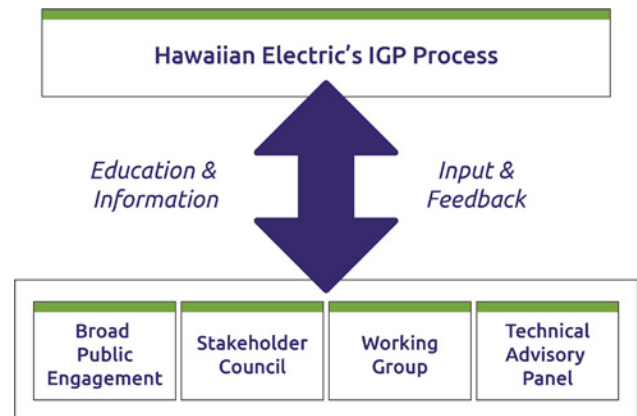 Hawaiian Electric's IGP Process
Education &
Information
Input &
Feedback
Broad
Public
Engagement
Stakeholder
Council
Working
Group
Technical
Advisory
Panel